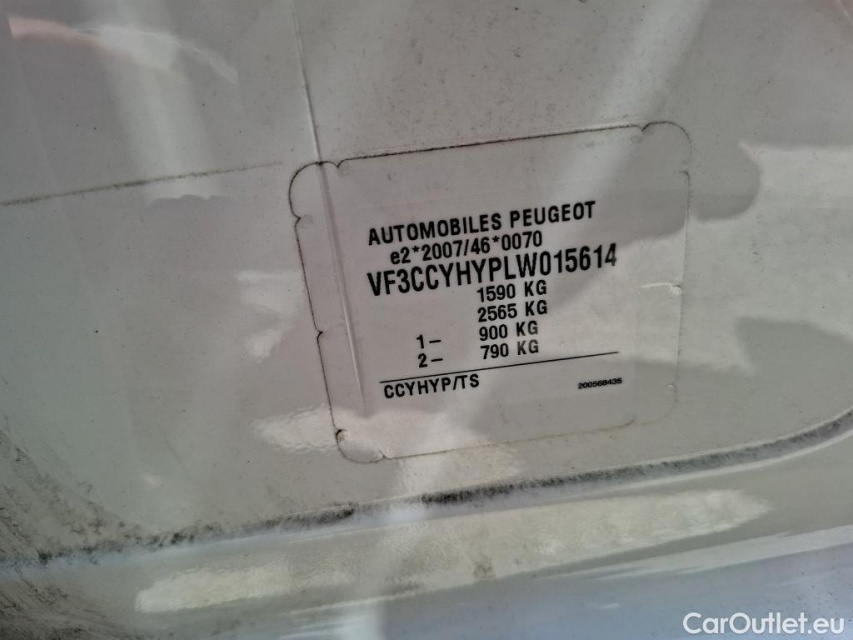 AUTOMOBILES PEUGEOT
e2*2007/46*0070
VF3CCYHYPLW015614
1590 KG
2565 KG
1– 900 KG
2– 790 KG
CCYHYP/TS 200568435
CarOutlet.eu